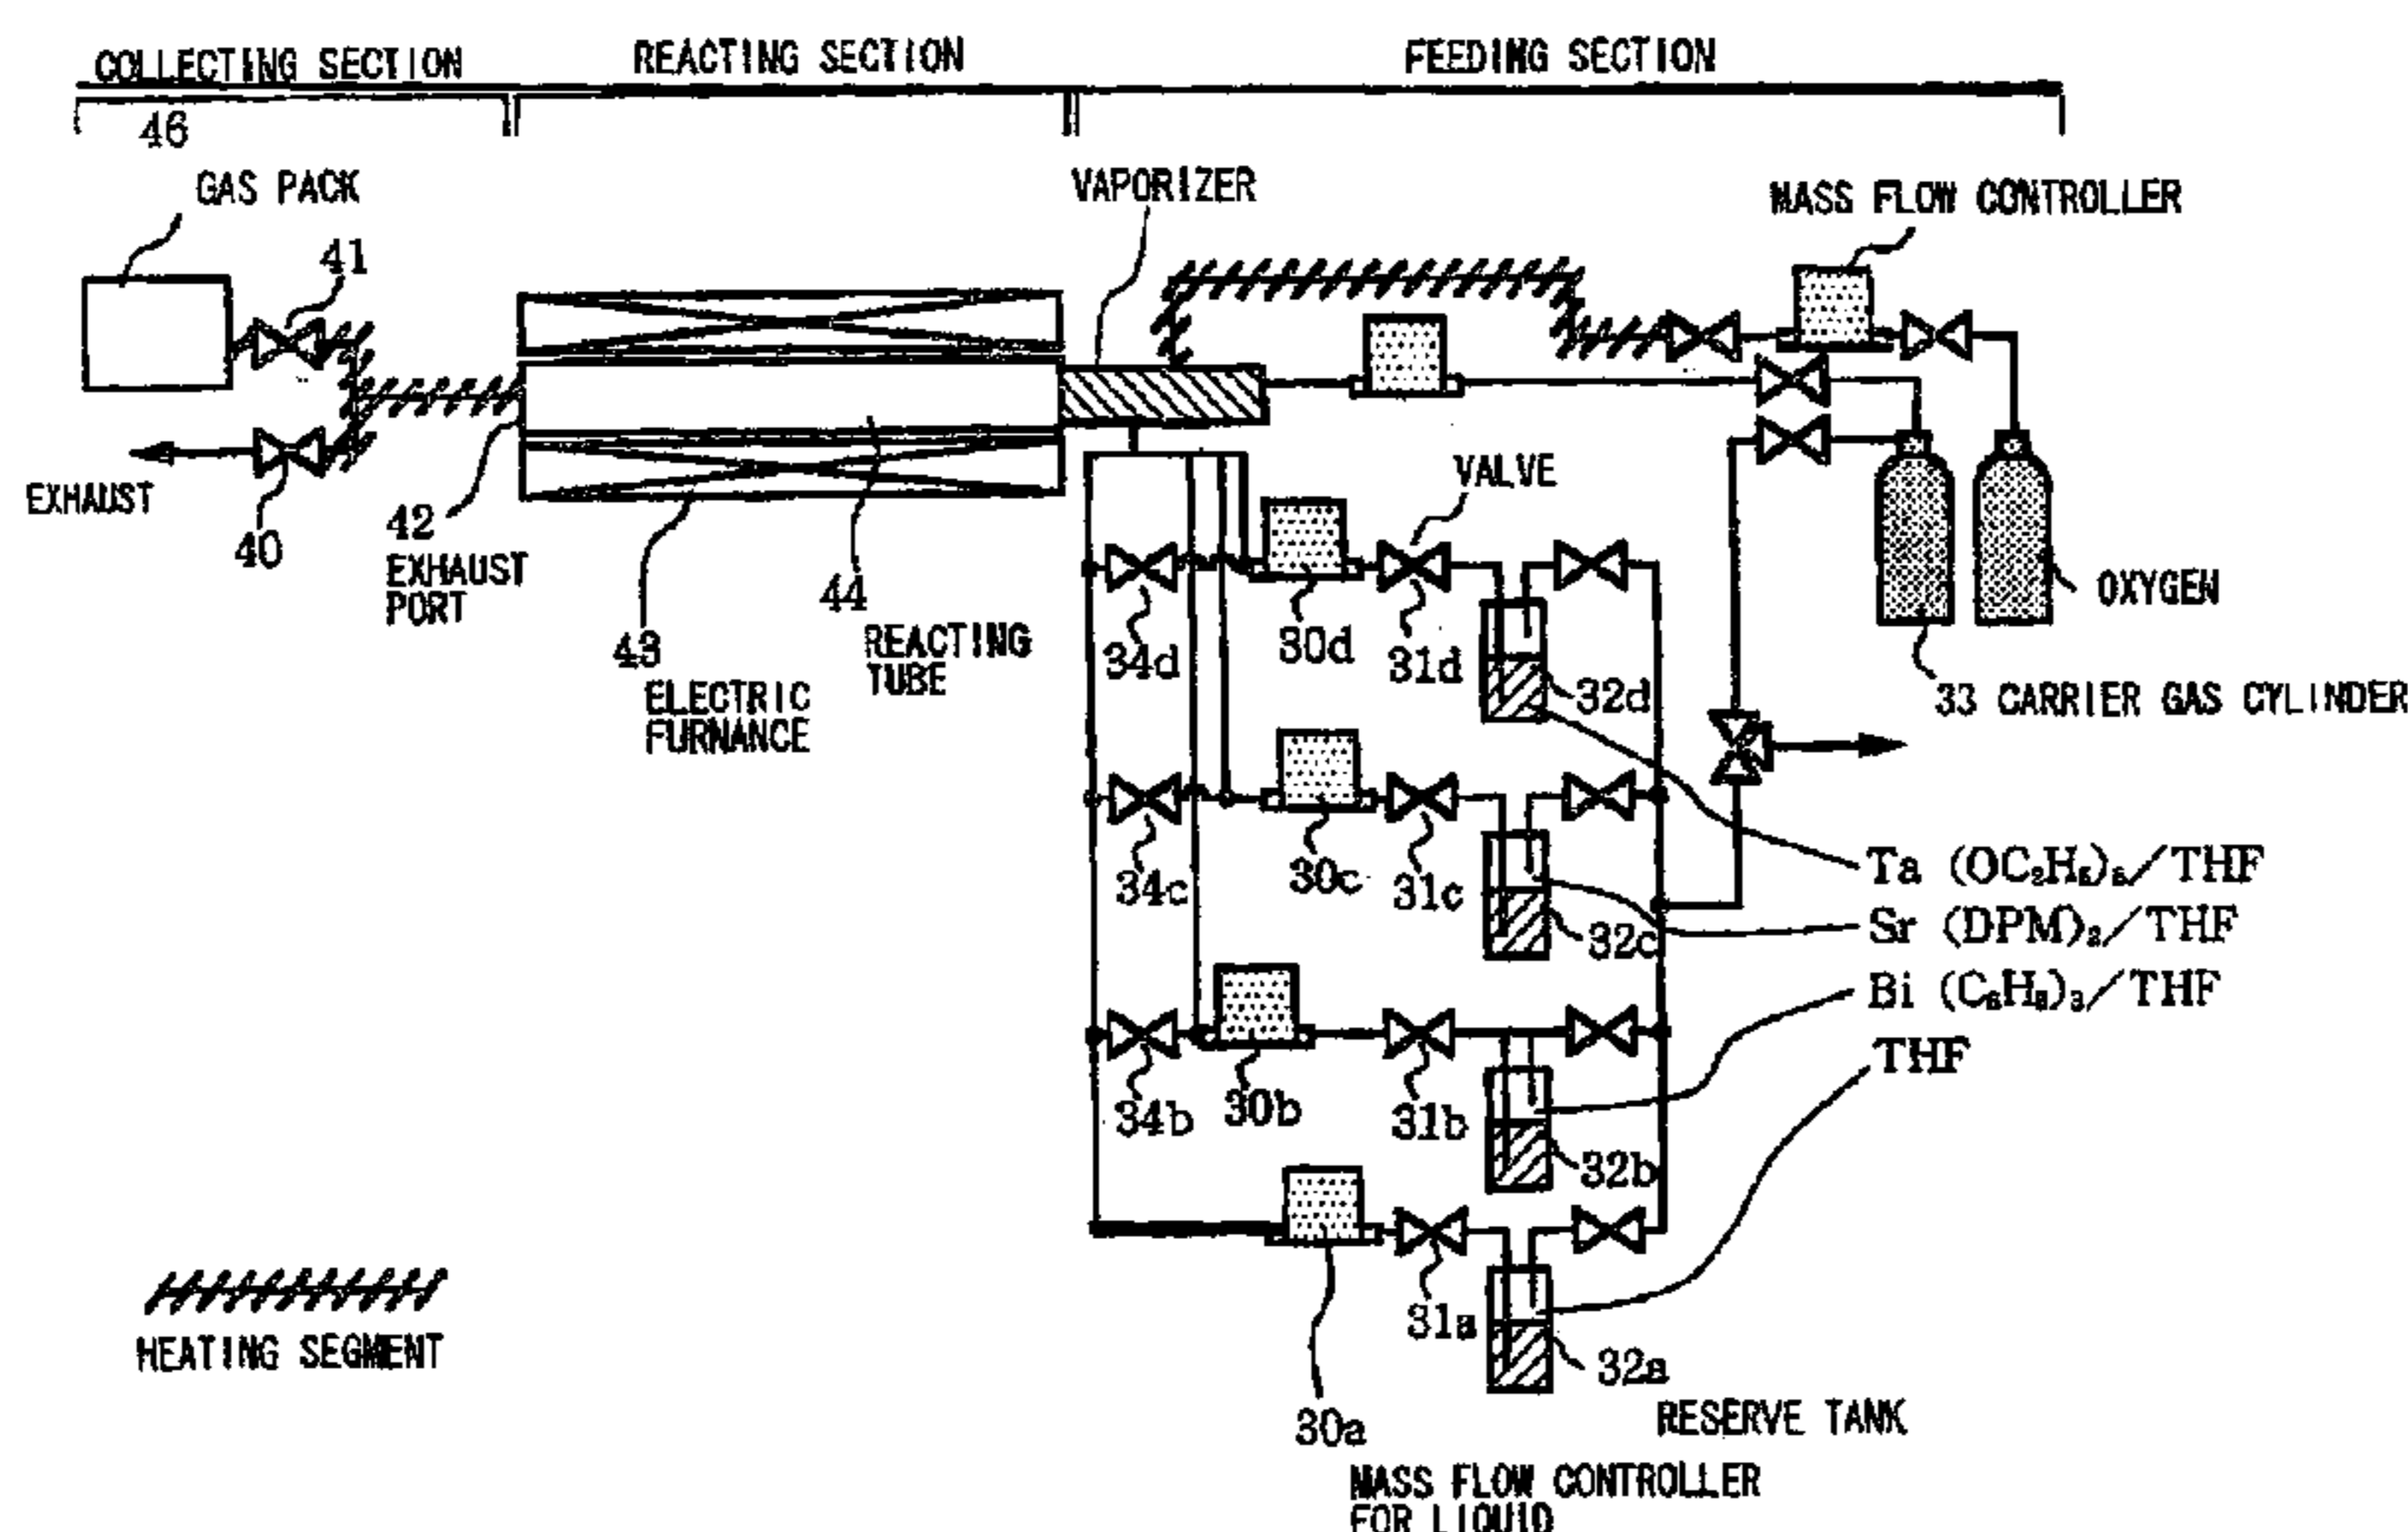 COLLECTING SECTION
REACTING SECTION
FEEDING SECTION
46
GAS PACK
VAPORIZER
MASS FLOW CONTROLLER
41
VALVE
EXHAUST
40
42
EXHAUST
PORT
43
ELECTRIC
FURNANCE
44
REACTING
TUBE
34d
30d
31d
32d
OXYGEN
33 CARRIER GAS CYLINDER
34c
30c
31c
32c
Ta (OC₂H₅)₅/THF
Sr (DPM)₂/THF
Bi (C₆H₅)₃/THF
THF
34b
30b
31b
32b
31a
32a
RESERVE TANK
30a
MASS FLOW CONTROLLER
FOR LIQUID
HEATING SEGMENT